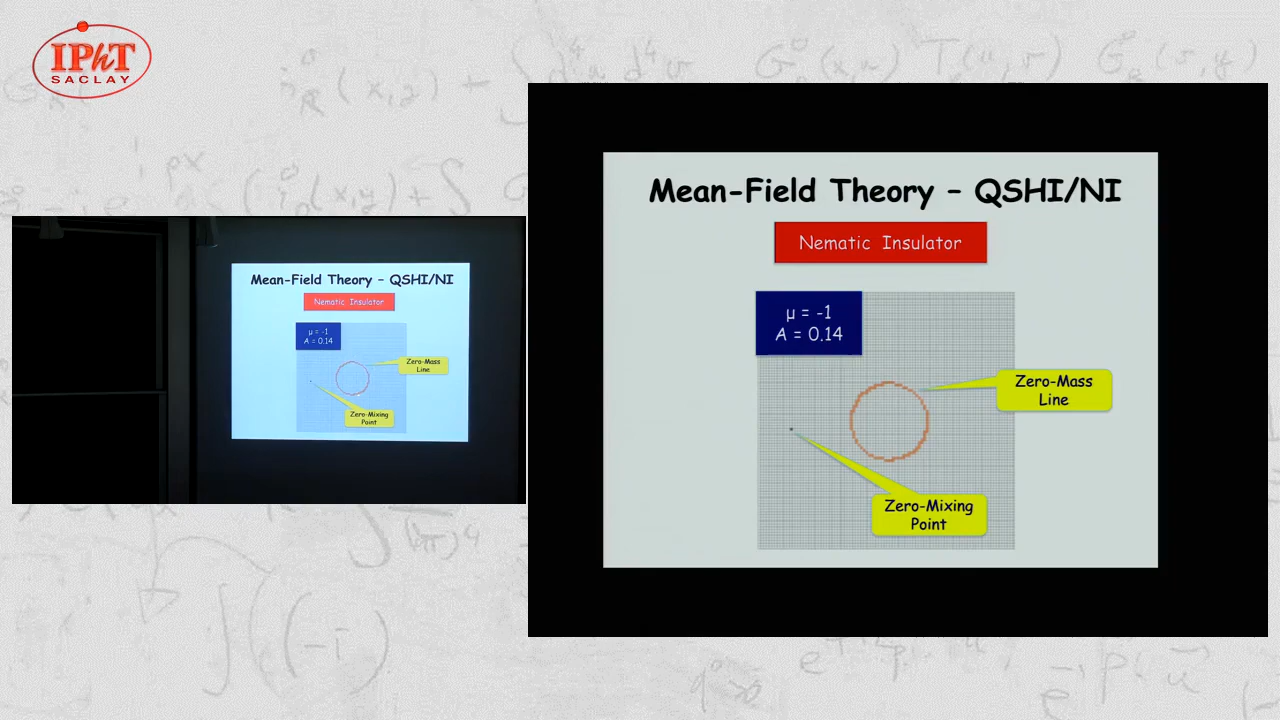 IPhT
SACLAY
Mean-Field Theory – QSHI/NI
Nematic Insulator
μ = -1
A = 0.14
Zero-Mass
Line
Zero-Mixing
Point
Mean-Field Theory – QSHI/NI
Nematic Insulator
μ = -1
A = 0.14
Zero-Mass
Line
Zero-Mixing
Point